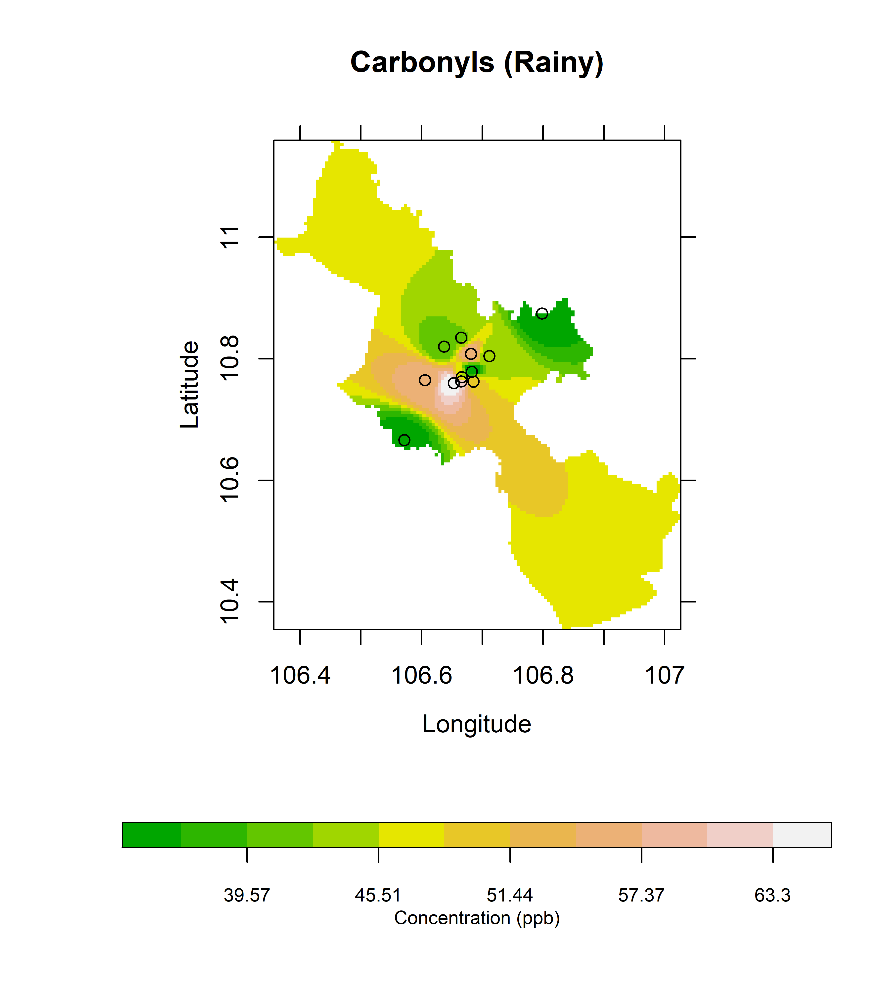 Carbonyls (Rainy)
11
10.8
10.6
10.4
Latitude
106.4 106.6 106.8 107
Longitude
39.57 45.51 51.44 57.37 63.3
Concentration (ppb)